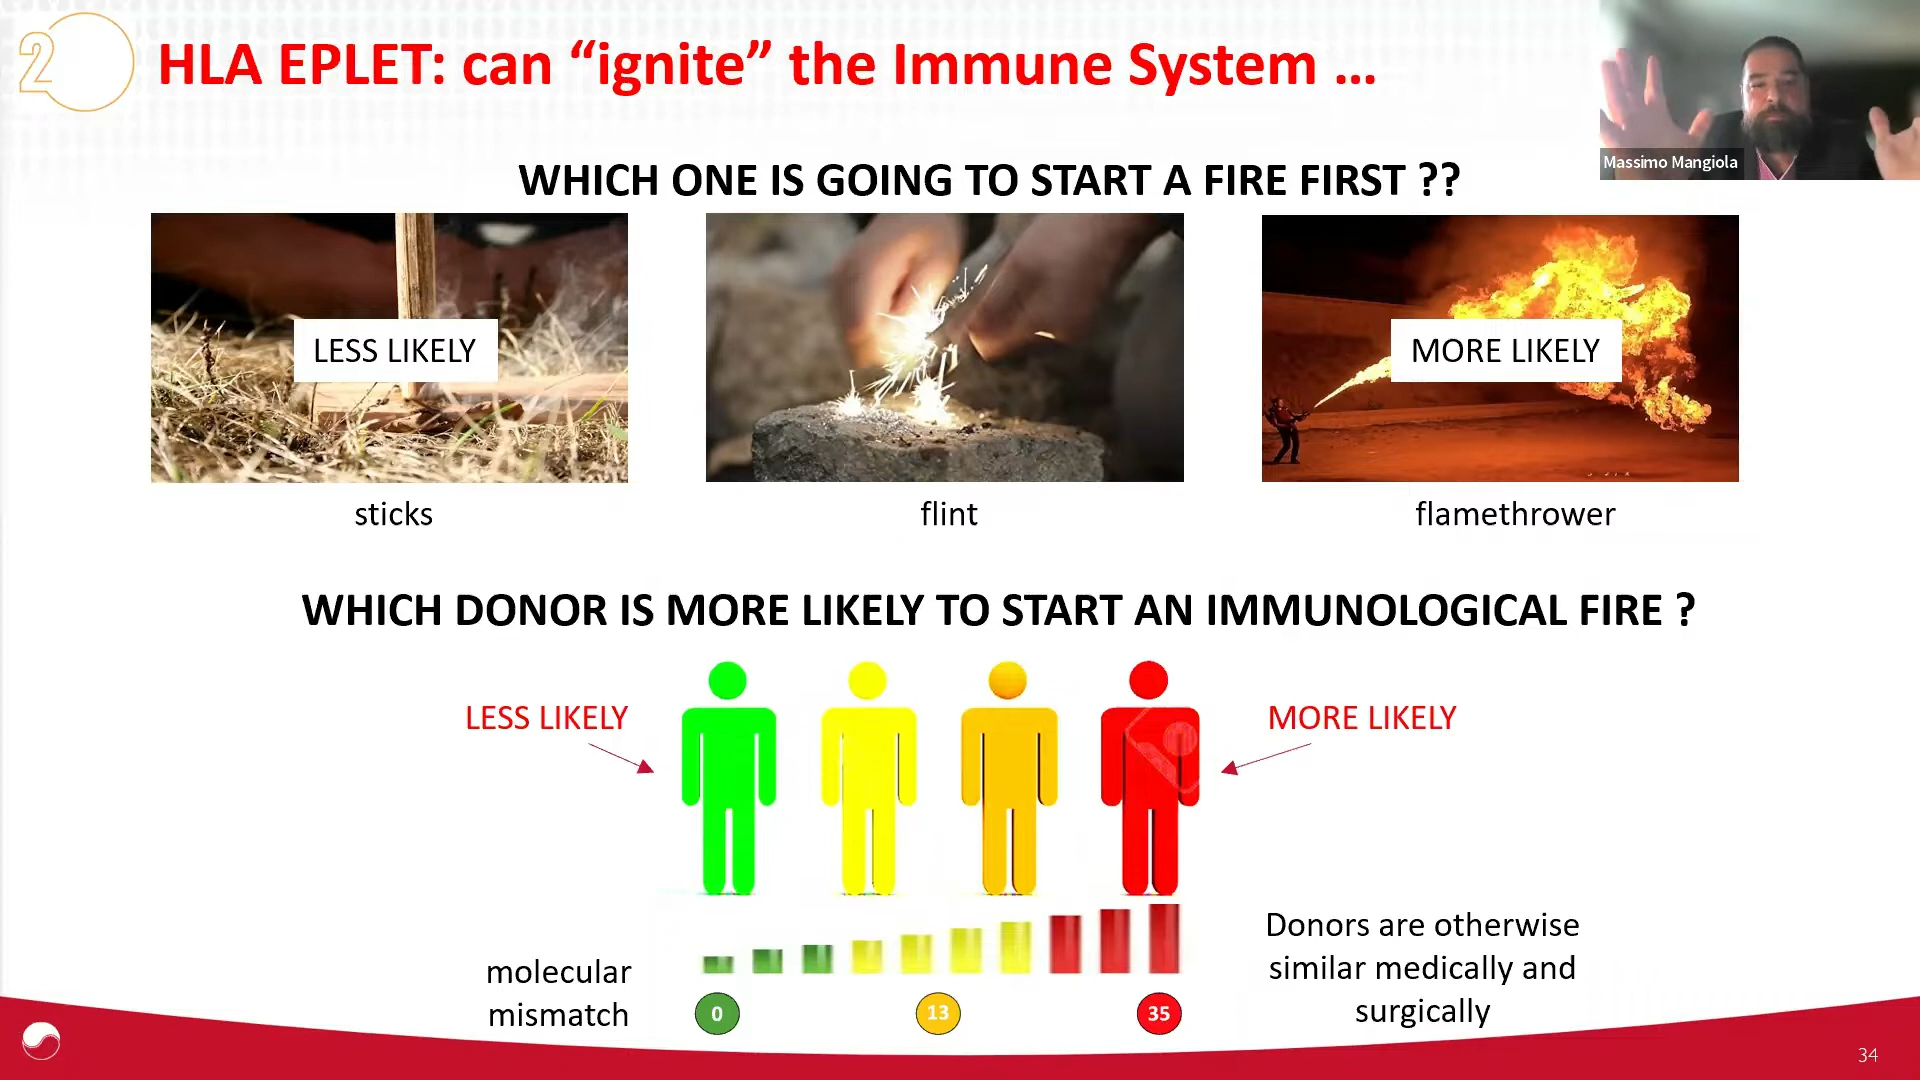 2
HLA EPLET: can “ignite” the Immune System ...
Massimo Mangiola
WHICH ONE IS GOING TO START A FIRE FIRST ??
LESS LIKELY
MORE LIKELY
sticks
flint
flamethrower
WHICH DONOR IS MORE LIKELY TO START AN IMMUNOLOGICAL FIRE ?
LESS LIKELY
MORE LIKELY
molecular
mismatch
0
13
35
Donors are otherwise
similar medically and
surgically
34